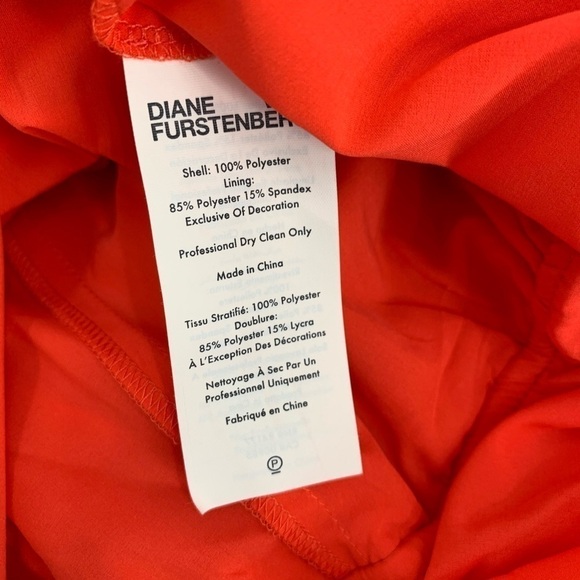 DIANE
FURSTENBER
Shell: 100% Polyester
Lining:
85% Polyester 15% Spandex
Exclusive Of Decoration
Professional Dry Clean Only
Made in China
Tissu Stratifié: 100% Polyester
Doublure:
85% Polyester 15% Lycra
À L'Exception Des Décorations
Nettoyage À Sec Par Un
Professionnel Uniquement
Fabriqué en Chine
P